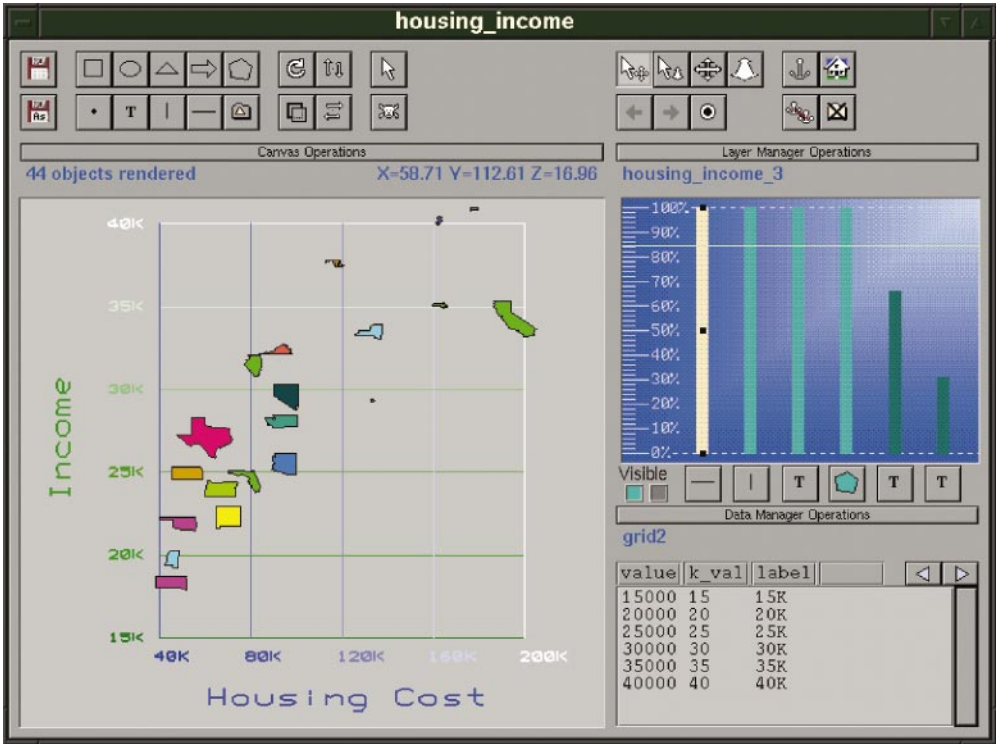 housing_income
As
T
Canvas Operations
Layer Manager Operations
44 objects rendered X=58.71 Y=112.61 Z=16.96
housing_income_3
40K
35K
30K
25K
20K
15K
Income
40K 80K 120K 160K 200K
Housing Cost
100%
90%
80%
70%
60%
50%
40%
30%
20%
10%
0%
Visible
T T T
Data Manager Operations
grid2
value k_val label
15000 15 15K
20000 20 20K
25000 25 25K
30000 30 30K
35000 35 35K
40000 40 40K